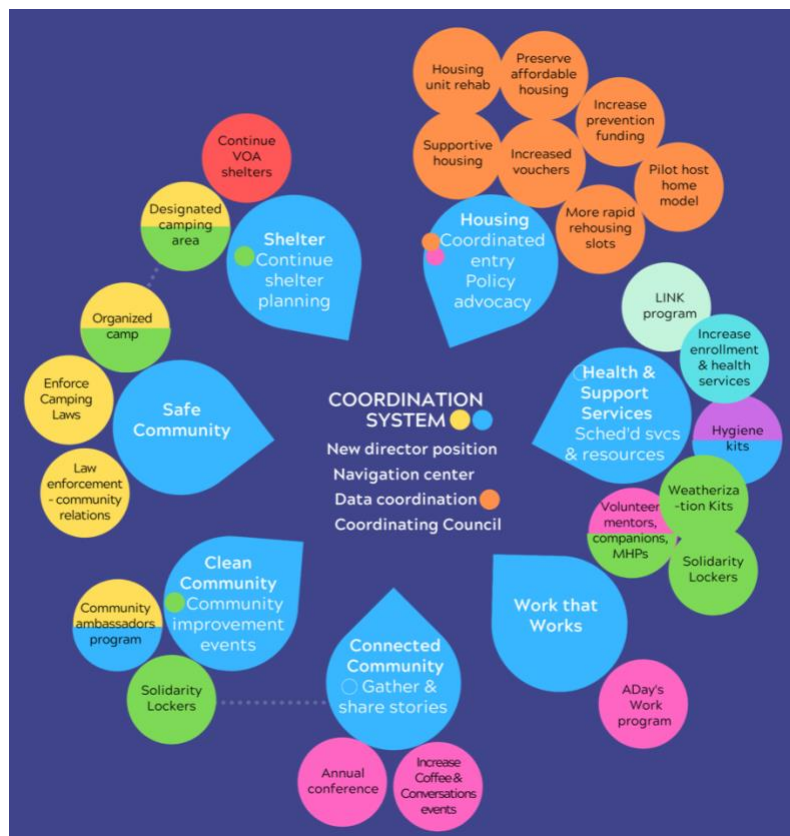 Housing
unit rehab
Preserve
affordable
housing
Increase
prevention
funding
Supportive
housing
Increased
vouchers
Pilot host
home
model
More rapid
rehousing
slots
Housing
Coordinated
entry
Policy
advocacy
Continue
VOA
shelters
Designated
camping
area
Shelter
Continue
shelter
planning
Organized
camp
Enforce
Camping
Laws
Law
enforcement
- community
relations
Safe
Community
COORDINATION
SYSTEM
New director position
Navigation center
Data coordination
Coordinating Council
LINK
program
Increase
enrollment
& health
services
Health &
Support
Services
Sched'd svcs
& resources
Hygiene
kits
Weatheriza
-tion Kits
Volunteer
mentors,
companions,
MHPs
Solidarity
Lockers
Work that
Works
ADay's
Work
program
Clean
Community
Community
improvement
events
Community
ambassadors
program
Solidarity
Lockers
Connected
Community
Gather &
share stories
Annual
conference
Increase
Coffee &
Conversations
events